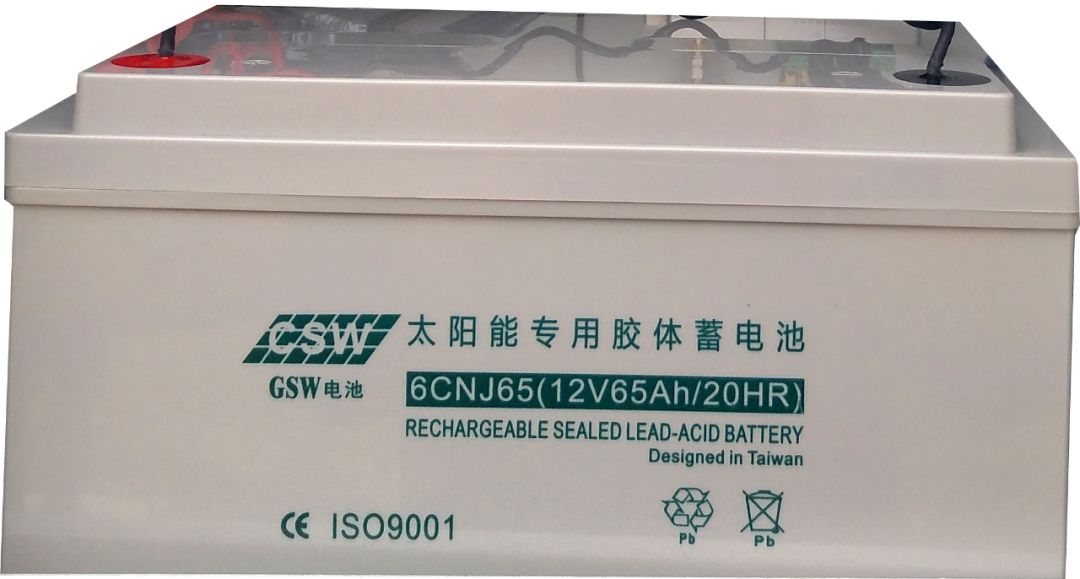 GSW
太阳能专用胶体蓄电池
GSW电池
6CNJ65(12V65Ah/20HR)
RECHARGEABLE SEALED LEAD-ACID BATTERY
Designed in Taiwan
CE ISO9001
Pb
Pb